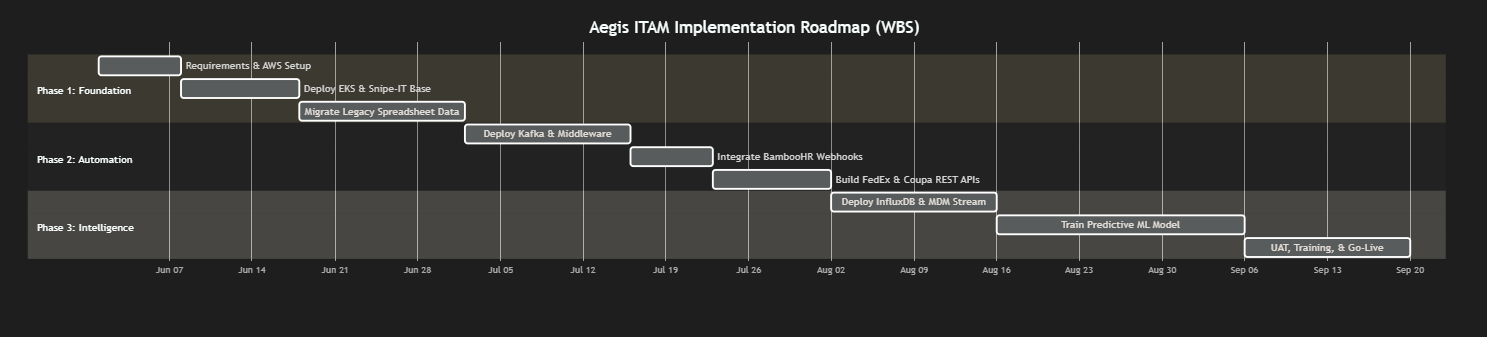 Aegis ITAM Implementation Roadmap (WBS)
Requirements & AWS Setup
Phase 1: Foundation
Deploy EKS & Snipe-IT Base
Migrate Legacy Spreadsheet Data
Deploy Kafka & Middleware
Phase 2: Automation
Integrate BambooHR Webhooks
Build FedEx & Coupa REST APIs
Deploy InfluxDB & MDM Stream
Phase 3: Intelligence
Train Predictive ML Model
UAT, Training, & Go-Live
Jun 07 Jun 14 Jun 21 Jun 28 Jul 05 Jul 12 Jul 19 Jul 26 Aug 02 Aug 09 Aug 16 Aug 23 Aug 30 Sep 06 Sep 13 Sep 20